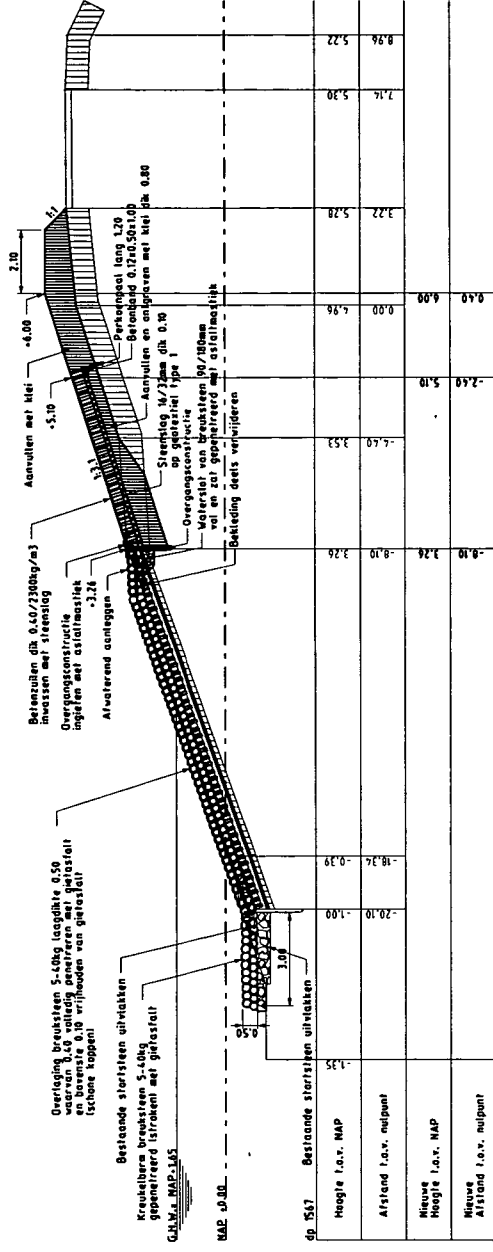 Overlaging breuksteen 5-40kg laagdikte 0.50
waarvan 0.40 volledig penetreren met gietasfalt
en bovenste 0.10 vrijhouden van gietasfalt
(schone koppen)
Bestaande stortsteen uitvlakken
Kreukelberm breuksteen 5-40kg
gepenetreerd (stroken) met gietasfalt
G.H.W.= NAP+1.65
NAP ±0.00
0.50
3.00
Bestaande stortsteen uitvlakken
Betonzuilen dik 0.40/2300kg/m3
inwassen met steenslag
Overgangsconstructie
ingieten met asfaltmastiek
+3.26
Afwaterend aanleggen
Aanvullen met klei
+5.10
+6.00
2.10
1:1
1:3.1
Perkoenpaal lang 1.20
Betonband 0.12x0.50x1.00
Aanvullen en aangraven met klei dik 0.80
Steenslag 16/32mm dik 0.10
op geotextiel type 1
Overgangsconstructie
Waterslot van breuksteen 90/180mm
vol en zat gepenetreerd met asfaltmastiek
Bekleding deels verwijderen
dp 1567
Hoogte t.o.v. NAP -1.35 -1.00 -0.39 3.26 3.53 4.96 5.28 5.30 5.22
Afstand t.o.v. nulpunt -20.10 -18.34 -8.10 -4.40 0.00 3.22 7.14 8.96
Nieuwe
Hoogte t.o.v. NAP 3.26 5.10 6.00
Nieuwe
Afstand t.o.v. nulpunt -8.10 -2.40 0.40